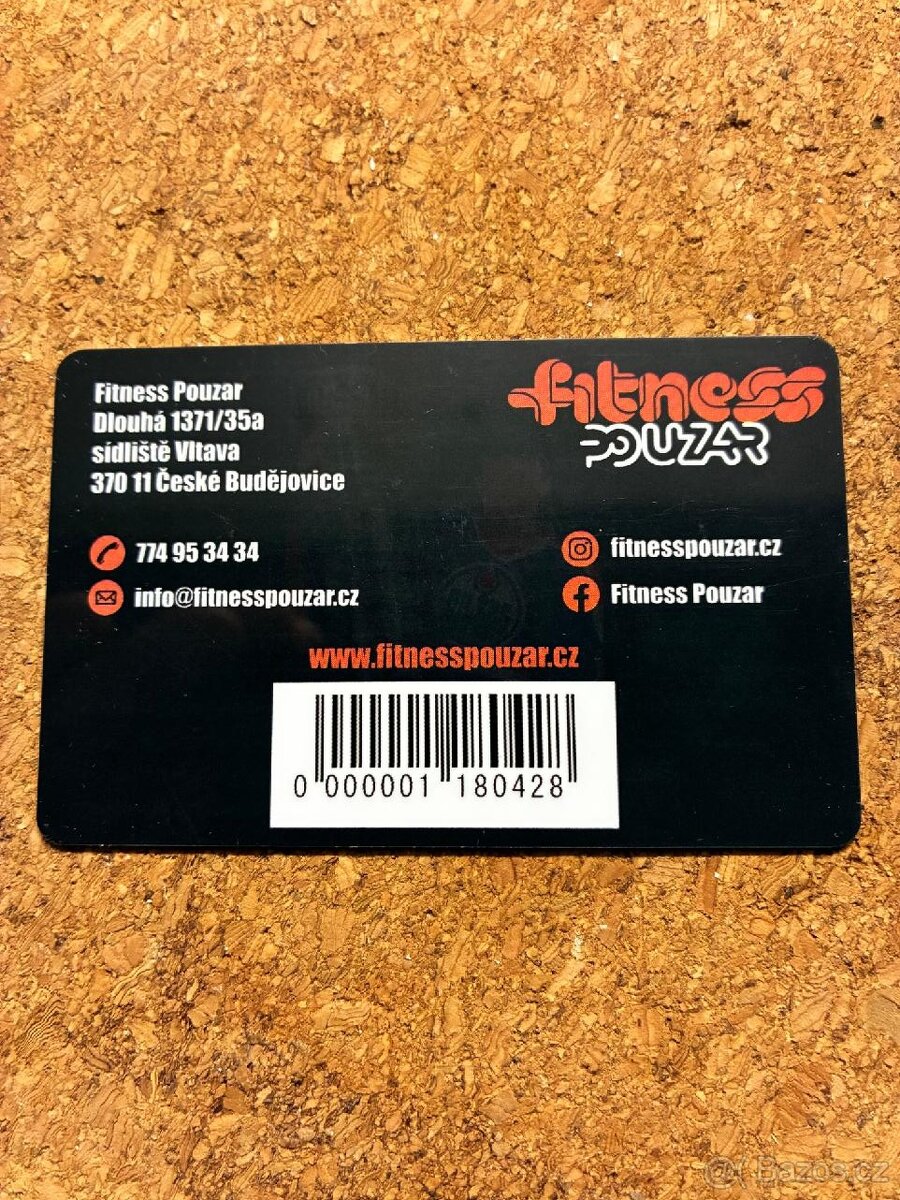 Fitness Pouzar
Dlouhá 1371/35a
sídliště Vltava
370 11 České Budějovice
fitness
POUZAR
774 95 34 34
info@fitnesspouzar.cz
fitnesspouzar.cz
Fitness Pouzar
www.fitnesspouzar.cz
0 000001 180428
Bazoš.cz